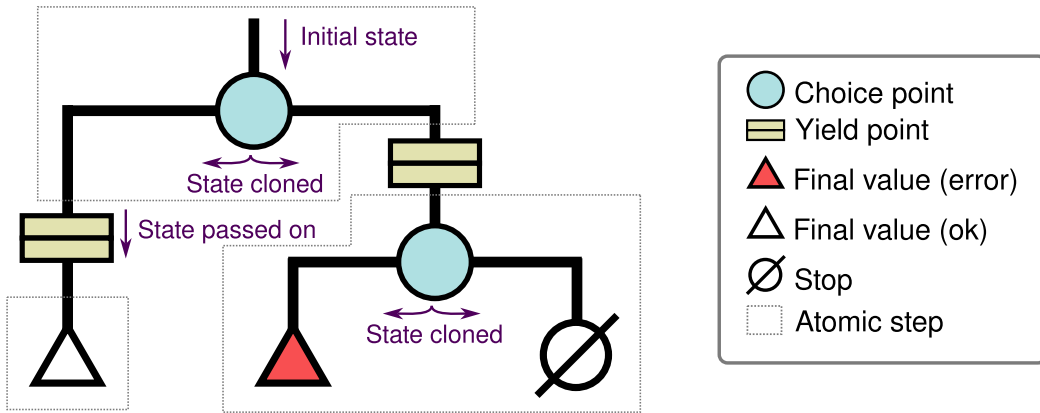 Initial state
State cloned
State passed on
State cloned
Choice point
Yield point
Final value (error)
Final value (ok)
Stop
Atomic step